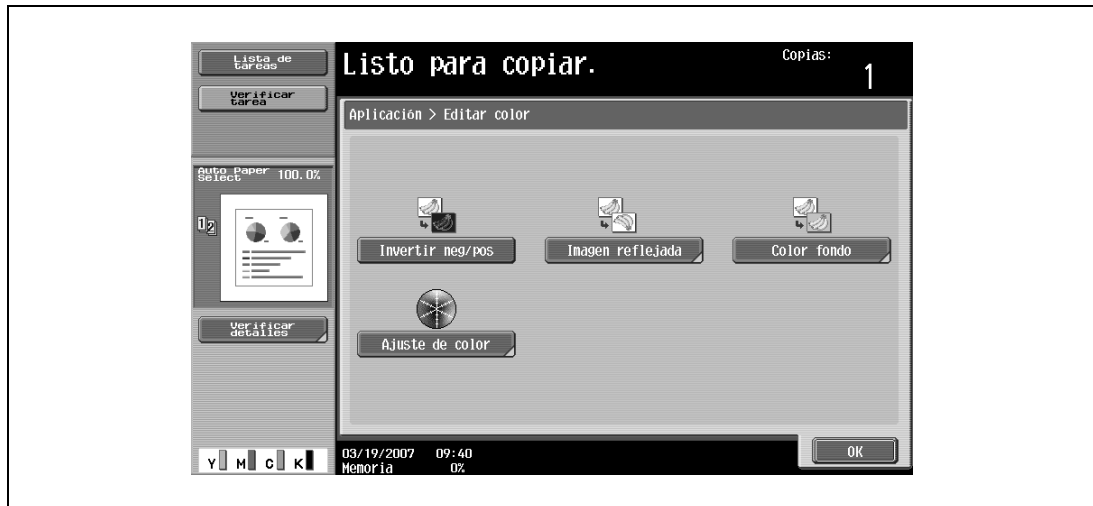 Lista de
tareas
Listo para copiar.
Copias:
1
Verificar
tarea
Aplicación > Editar color
Auto Paper
Select
100.0%
12
Invertir neg/pos
Imagen reflejada
Color fondo
Verificar
detalles
Ajuste de color
OK
Y M C K
03/19/2007 09:40
Memoria 0%